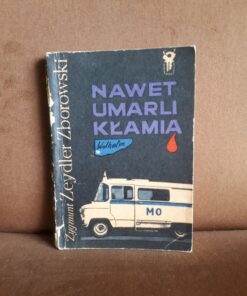 Zygmunt Zeydler Zborowski
NAWET
UMARLI
KŁAMIĄ
MO